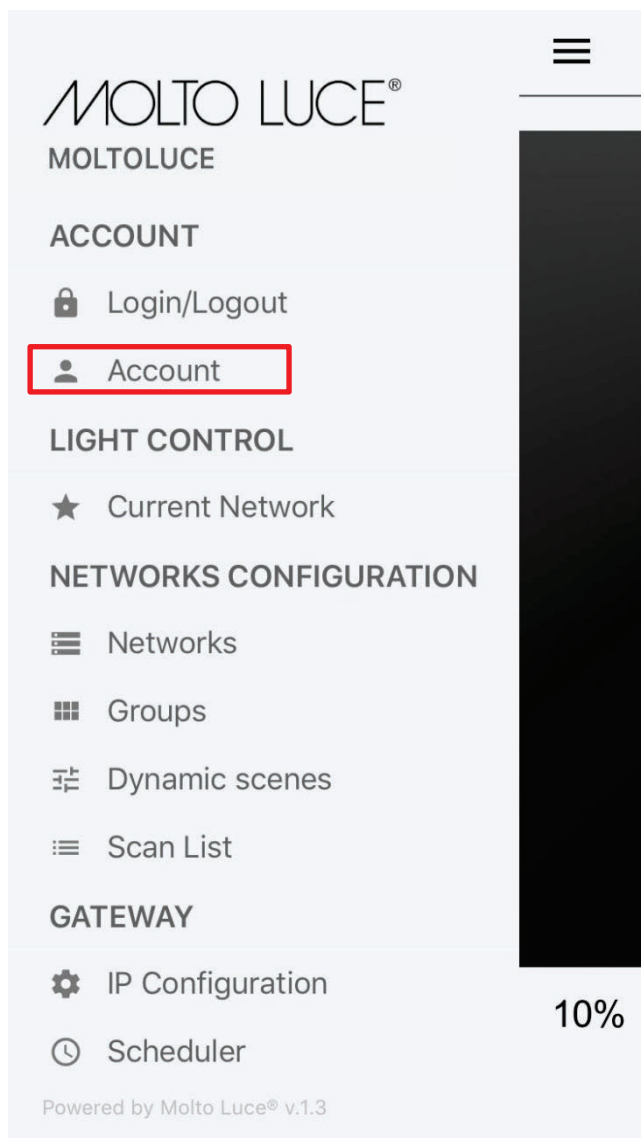 MOLTO LUCE®
MOLTOLUCE
ACCOUNT
Login/Logout
Account
LIGHT CONTROL
Current Network
NETWORKS CONFIGURATION
Networks
Groups
Dynamic scenes
Scan List
GATEWAY
IP Configuration
Scheduler
Powered by Molto Luce® v.1.3
10%